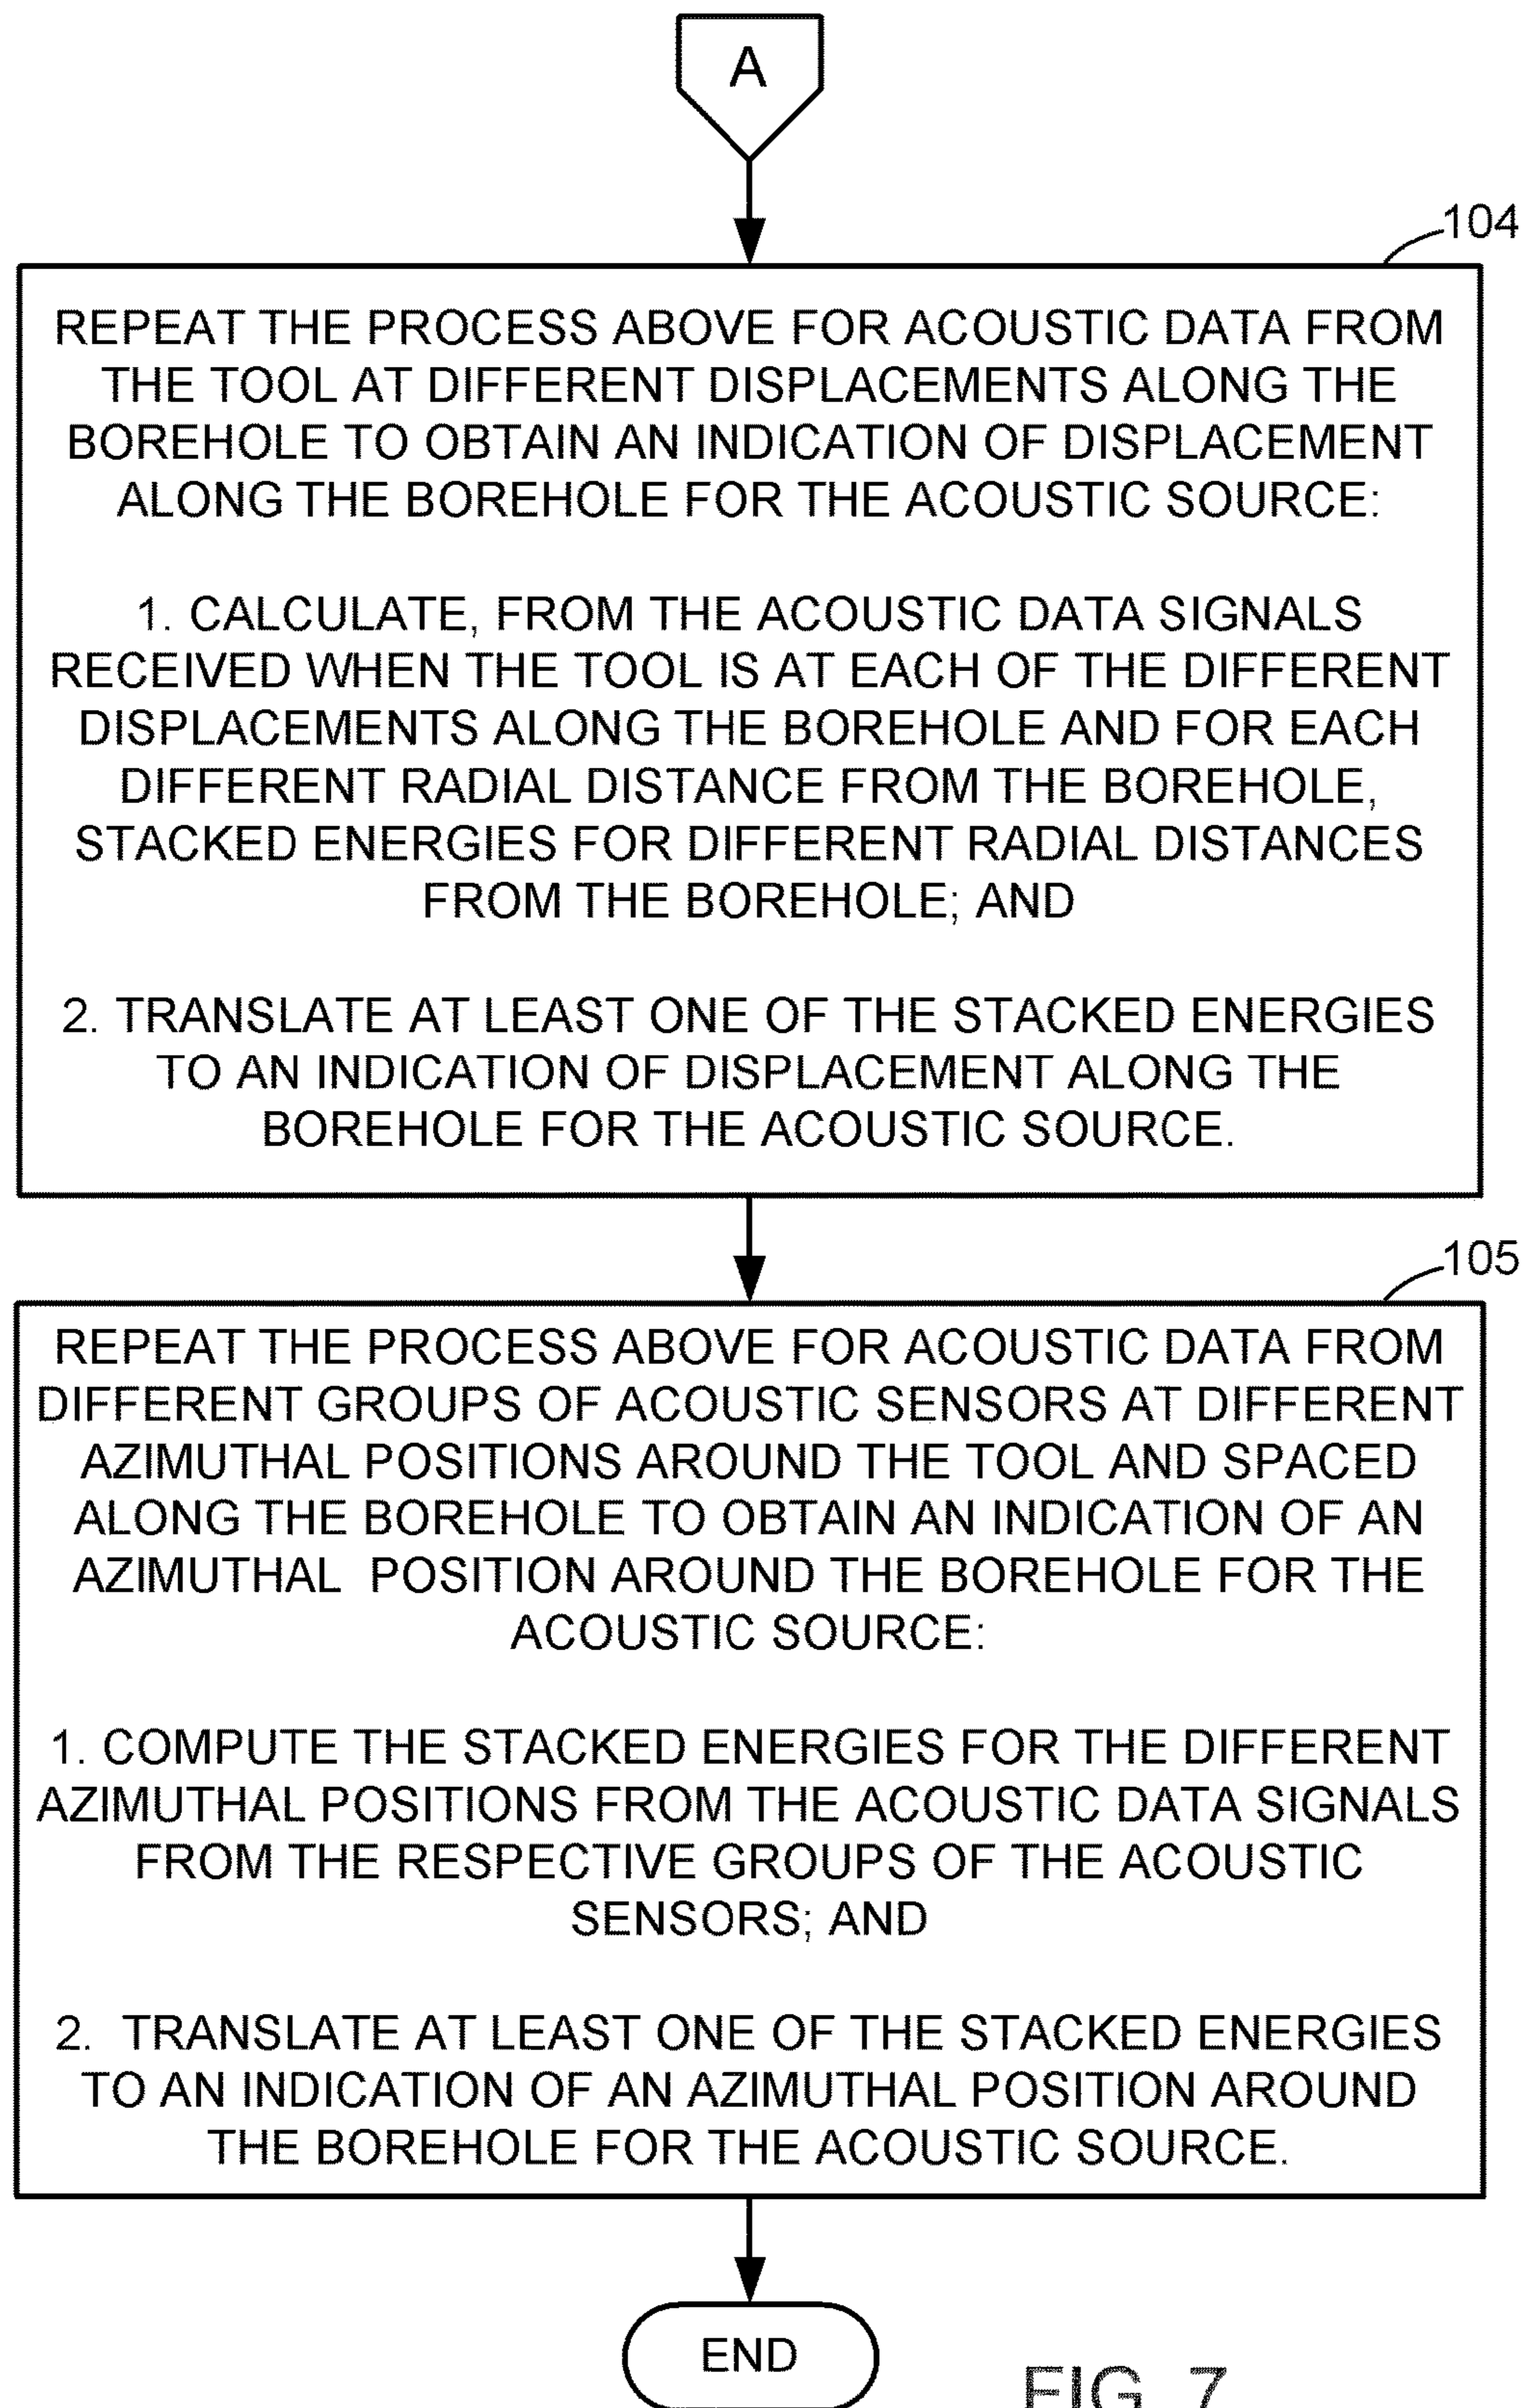 A
104
REPEAT THE PROCESS ABOVE FOR ACOUSTIC DATA FROM
THE TOOL AT DIFFERENT DISPLACEMENTS ALONG THE
BOREHOLE TO OBTAIN AN INDICATION OF DISPLACEMENT
ALONG THE BOREHOLE FOR THE ACOUSTIC SOURCE:
1. CALCULATE, FROM THE ACOUSTIC DATA SIGNALS
RECEIVED WHEN THE TOOL IS AT EACH OF THE DIFFERENT
DISPLACEMENTS ALONG THE BOREHOLE AND FOR EACH
DIFFERENT RADIAL DISTANCE FROM THE BOREHOLE,
STACKED ENERGIES FOR DIFFERENT RADIAL DISTANCES
FROM THE BOREHOLE; AND
2. TRANSLATE AT LEAST ONE OF THE STACKED ENERGIES
TO AN INDICATION OF DISPLACEMENT ALONG THE
BOREHOLE FOR THE ACOUSTIC SOURCE.
105
REPEAT THE PROCESS ABOVE FOR ACOUSTIC DATA FROM
DIFFERENT GROUPS OF ACOUSTIC SENSORS AT DIFFERENT
AZIMUTHAL POSITIONS AROUND THE TOOL AND SPACED
ALONG THE BOREHOLE TO OBTAIN AN INDICATION OF AN
AZIMUTHAL POSITION AROUND THE BOREHOLE FOR THE
ACOUSTIC SOURCE:
1. COMPUTE THE STACKED ENERGIES FOR THE DIFFERENT
AZIMUTHAL POSITIONS FROM THE ACOUSTIC DATA SIGNALS
FROM THE RESPECTIVE GROUPS OF THE ACOUSTIC
SENSORS; AND
2. TRANSLATE AT LEAST ONE OF THE STACKED ENERGIES
TO AN INDICATION OF AN AZIMUTHAL POSITION AROUND
THE BOREHOLE FOR THE ACOUSTIC SOURCE.
END
FIG. 7